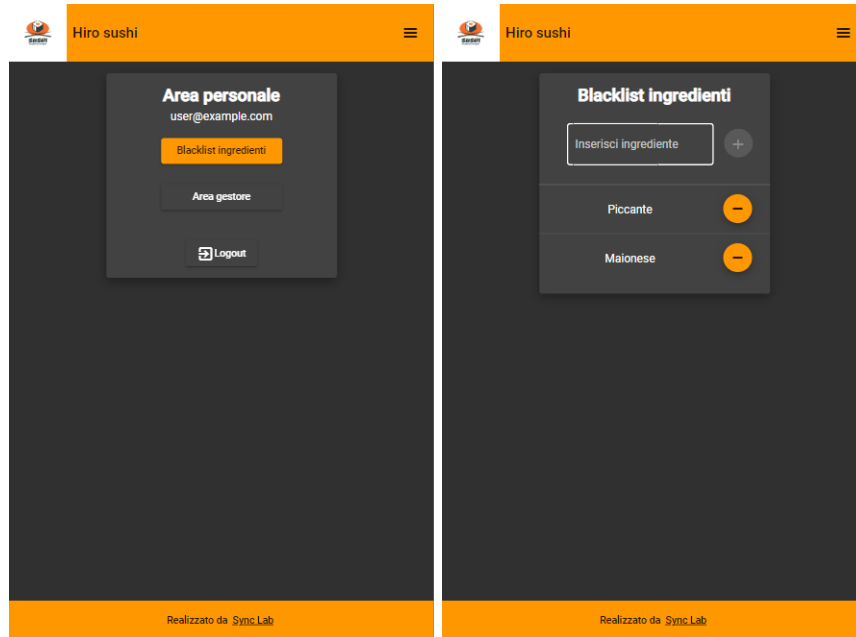 Hiro sushi
Area personale
user@example.com
Blacklist ingredienti
Area gestore
Logout
Realizzato da Sync Lab
Hiro sushi
Blacklist ingredienti
Inserisci ingrediente
+
Piccante
-
Maionese
-
Realizzato da Sync Lab